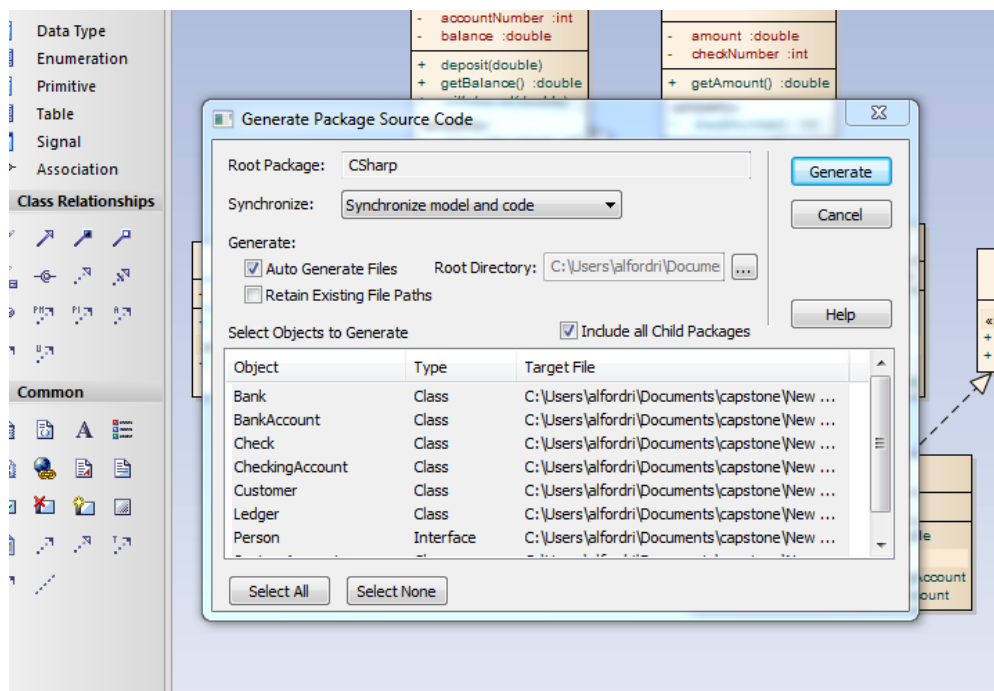 Data Type
Enumeration
Primitive
Table
Signal
Association
Class Relationships
Common
- accountNumber :int
- balance :double
+ deposit(double)
+ getBalance() :double
- amount :double
- checkNumber :int
+ getAmount() :double
Generate Package Source Code
Root Package: CSharp
Synchronize: Synchronize model and code
Generate:
Auto Generate Files
Root Directory: C:\Users\alfordri\Docume ...
Retain Existing File Paths
Select Objects to Generate
Include all Child Packages
Generate
Cancel
Help
Object Type Target File
Bank Class C:\Users\alfordri\Documents\capstone\New ...
BankAccount Class C:\Users\alfordri\Documents\capstone\New ...
Check Class C:\Users\alfordri\Documents\capstone\New ...
CheckingAccount Class C:\Users\alfordri\Documents\capstone\New ...
Customer Class C:\Users\alfordri\Documents\capstone\New ...
Ledger Class C:\Users\alfordri\Documents\capstone\New ...
Person Interface C:\Users\alfordri\Documents\capstone\New ...
Select All
Select None
le
Account
ount
«
+
+